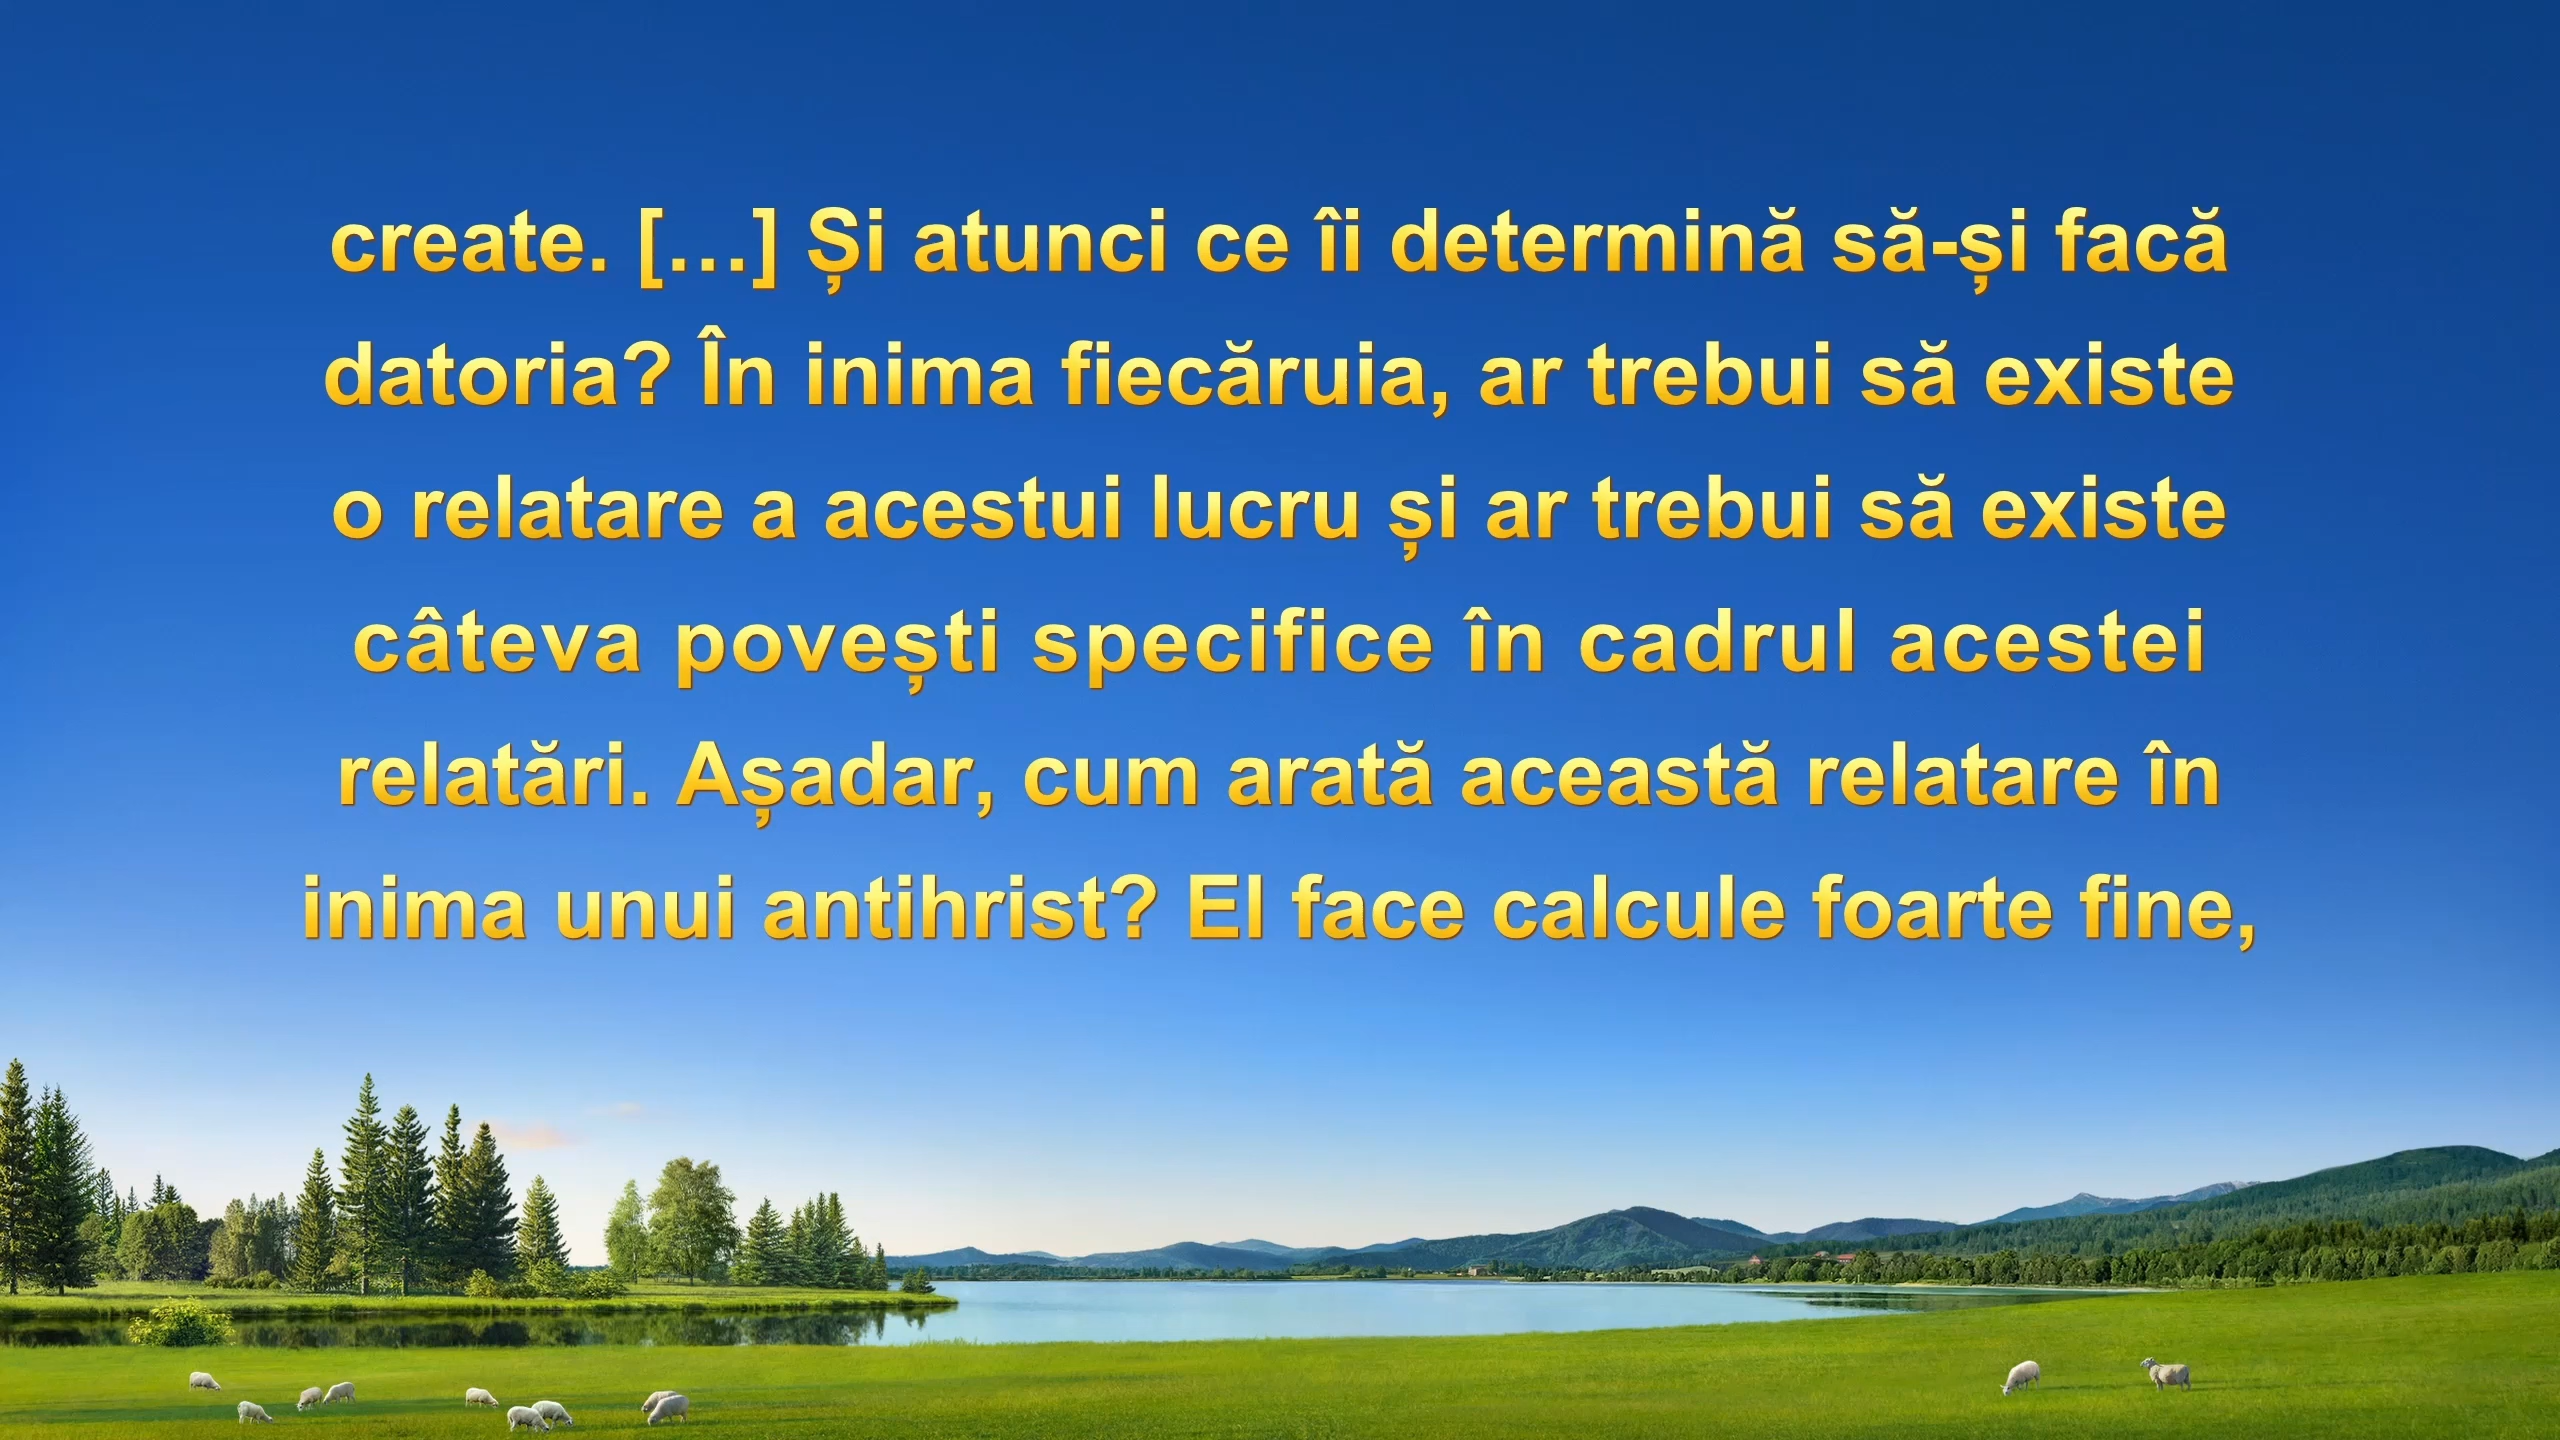 create. […] Și atunci ce îi determină să-și facă
datoria? În inima fiecăruia, ar trebui să existe
o relatare a acestui lucru și ar trebui să existe
câteva povești specifice în cadrul acestei
relatări. Așadar, cum arată această relatare în
inima unui antihrist? El face calcule foarte fine,